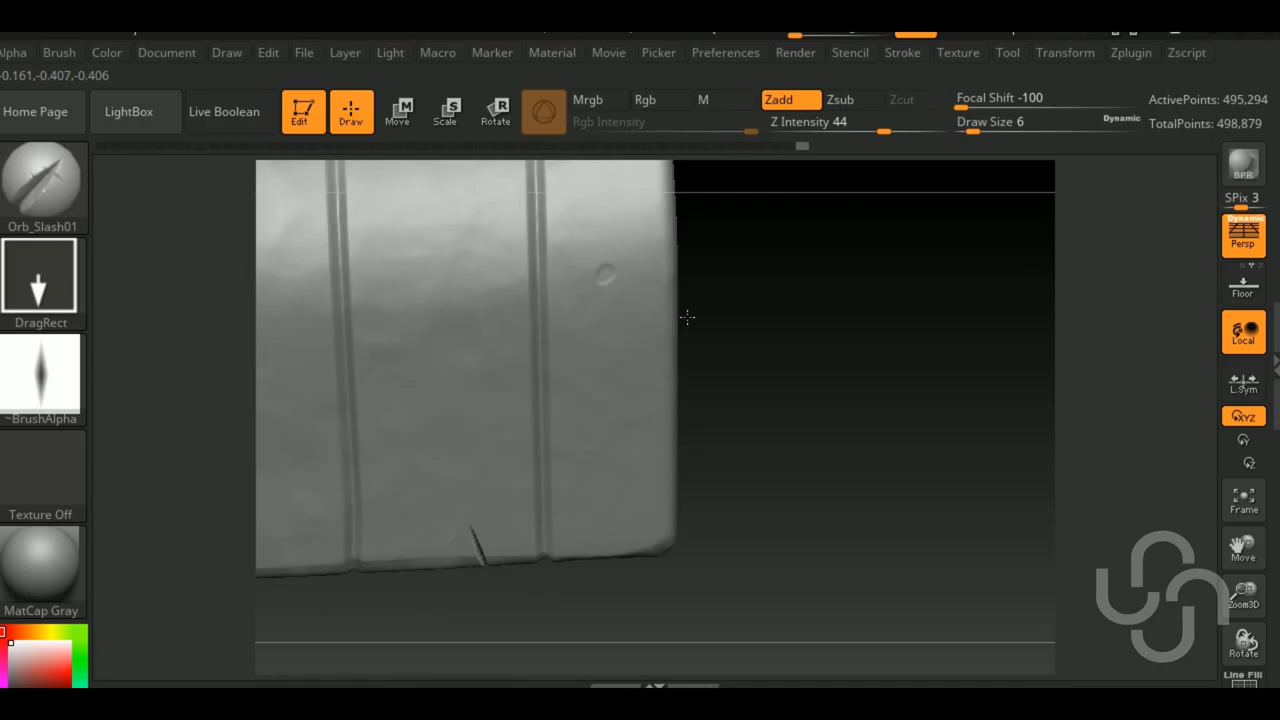 Alpha Brush Color Document Draw Edit File Layer Light Macro Marker Material Movie Picker Preferences Render Stencil Stroke Texture Tool Transform Zplugin Zscript
0.161,-0.407,-0.406
Home Page LightBox Live Boolean Edit Draw Move Scale Rotate Mrgb Rgb M Zadd Zsub Zcut Focal Shift -100 ActivePoints: 495,294
Rgb Intensity Z Intensity 44 Draw Size 6 Dynamic TotalPoints: 498,879
BPR
SPix 3
Orb_Slash01
Dynamic
Persp
Floor
DragRect
Local
L.Sym
~BrushAlpha
XYZ
Y
Z
Texture Off
Frame
Move
MatCap Gray
Zoom3D
Rotate
Line Fill